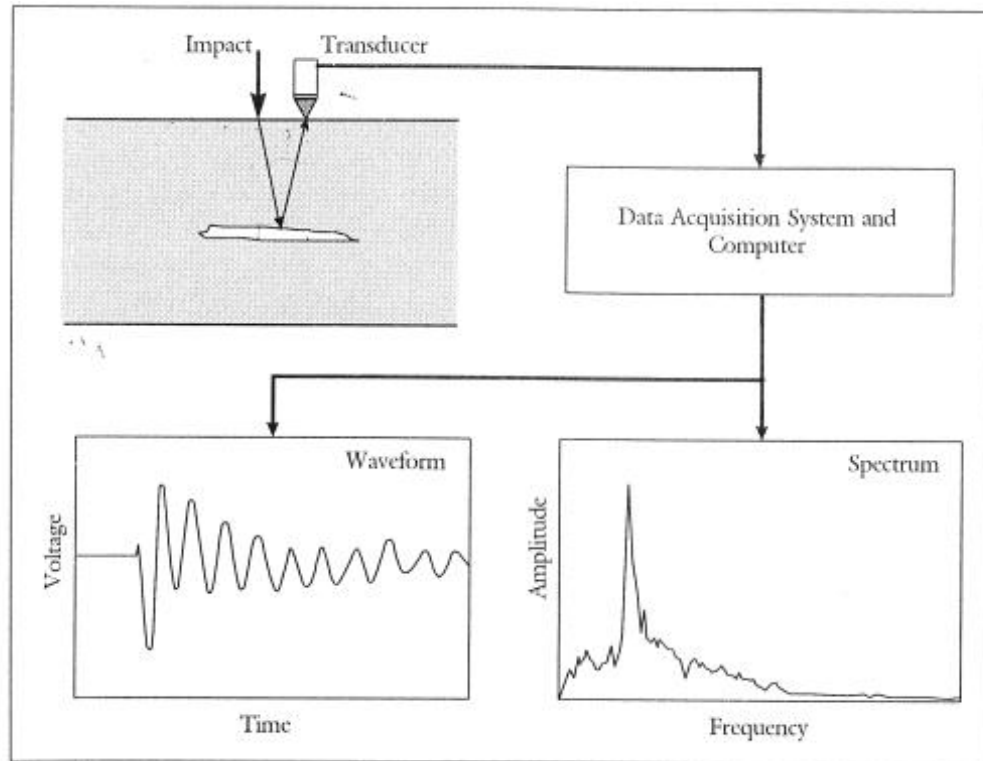 Impact
Transducer
Data Acquisition System and
Computer
Waveform
Voltage
Time
Spectrum
Amplitude
Frequency